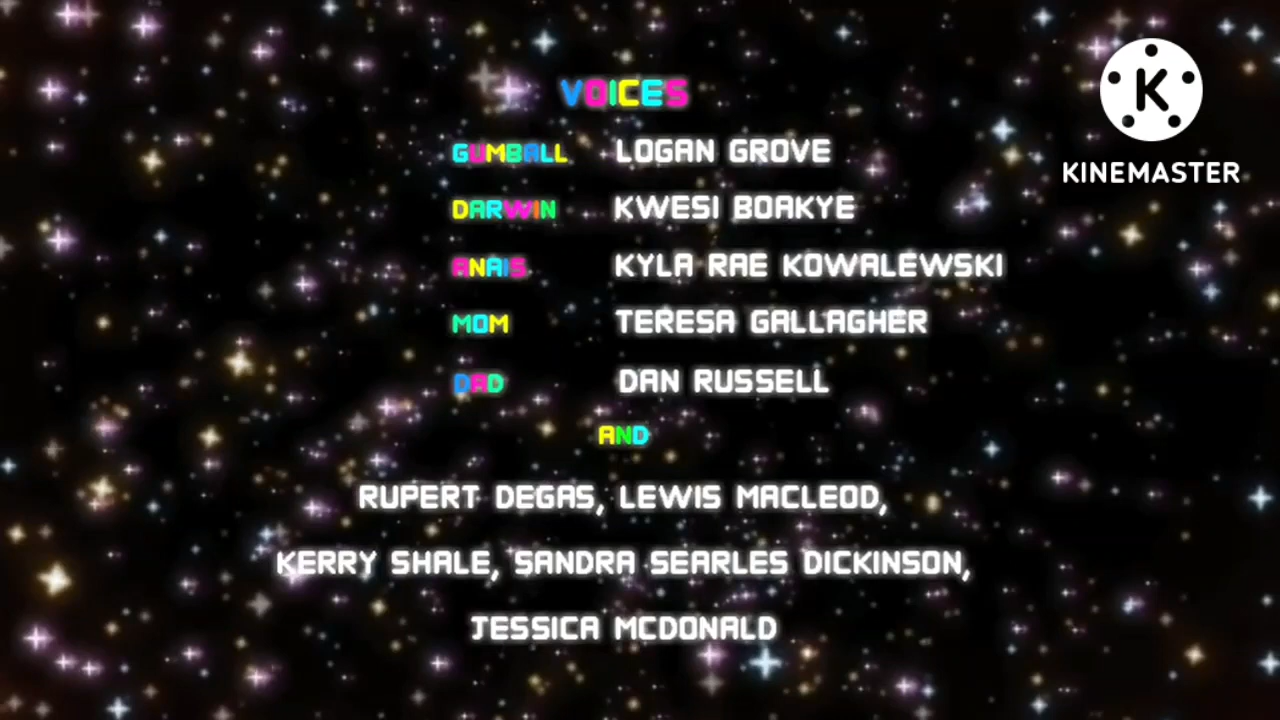 VOICES
GUMBALL LOGAN GROVE
DARWIN KWESI BOAKYE
ANAIS KYLA RAE KOWALEWSKI
MOM TERESA GALLAGHER
DAD DAN RUSSELL
AND
RUPERT DEGAS, LEWIS MACLEOD,
KERRY SHALE, SANDRA SEARLES DICKINSON,
JESSICA MCDONALD
K
KINEMASTER